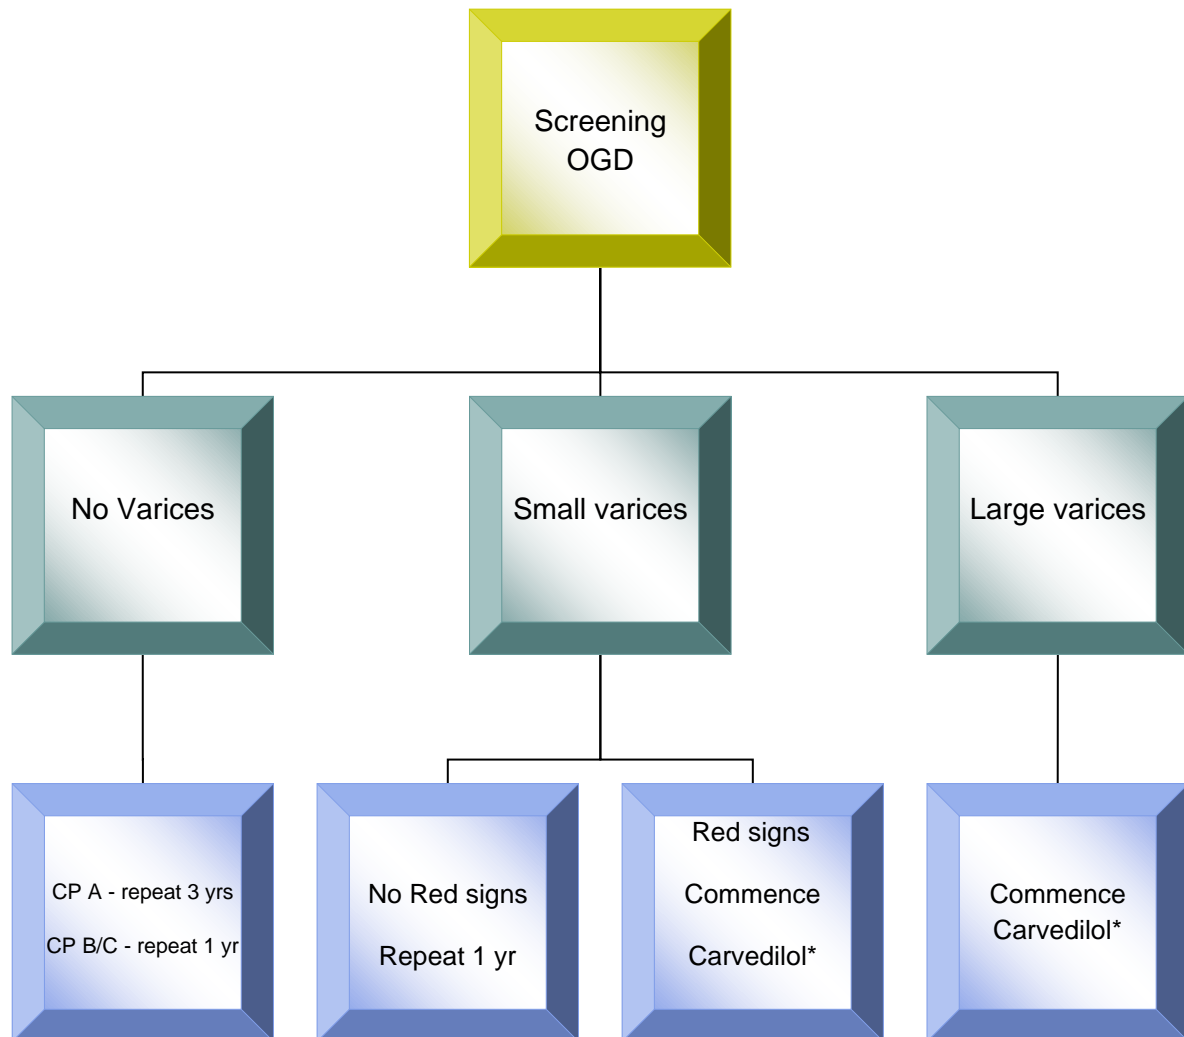 Screening
OGD
No Varices
Small varices
Large varices
CP A - repeat 3 yrs
CP B/C - repeat 1 yr
No Red signs
Repeat 1 yr
Red signs
Commence
Carvedilol*
Commence
Carvedilol*